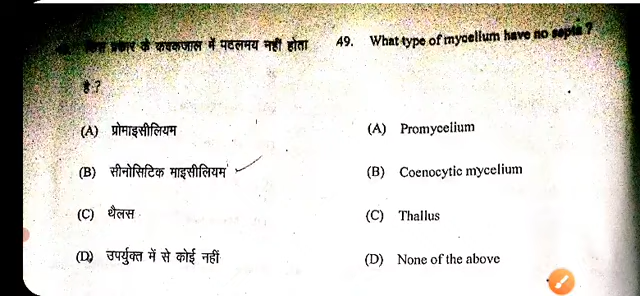 प्रकार के कवकजाल में पटलमय नहीं होता
है ?
(A) प्रोमाइसीलियम
(B) सीनोसिटिक माइसीलियम
(C) थैलस
(D) उपर्युक्त में से कोई नहीं
49. What type of mycelium have no septa ?
(A) Promycelium
(B) Coenocytic mycelium
(C) Thallus
(D) None of the above